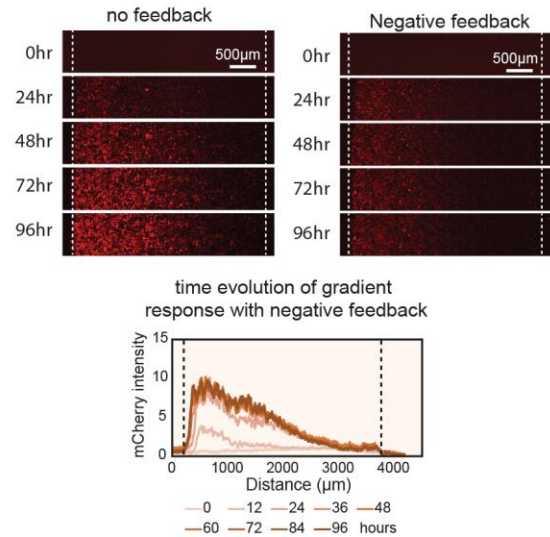 no feedback
0hr
500µm
24hr
48hr
72hr
96hr
Negative feedback
0hr
500µm
24hr
48hr
72hr
96hr
time evolution of gradient
response with negative feedback
mCherry intensity
15
10
5
0
0 1000 2000 3000 4000
Distance (µm)
0 12 24 36 48
60 72 84 96 hours